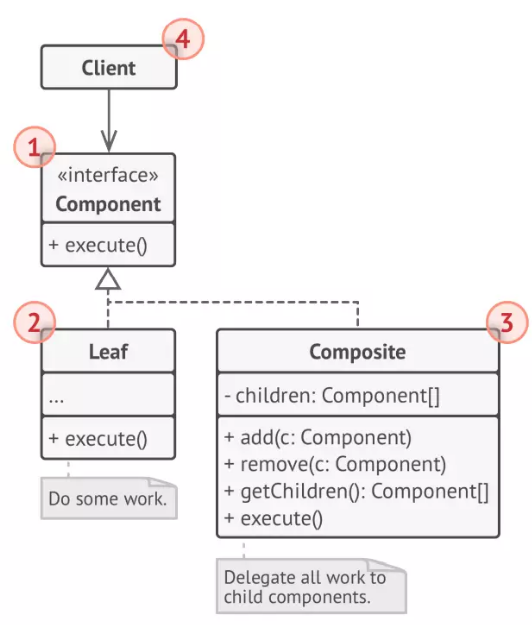 4
Client
1
«interface»
Component
+ execute()
2
Leaf
...
+ execute()
Do some work.
3
Composite
- children: Component[]
+ add(c: Component)
+ remove(c: Component)
+ getChildren(): Component[]
+ execute()
Delegate all work to
child components.